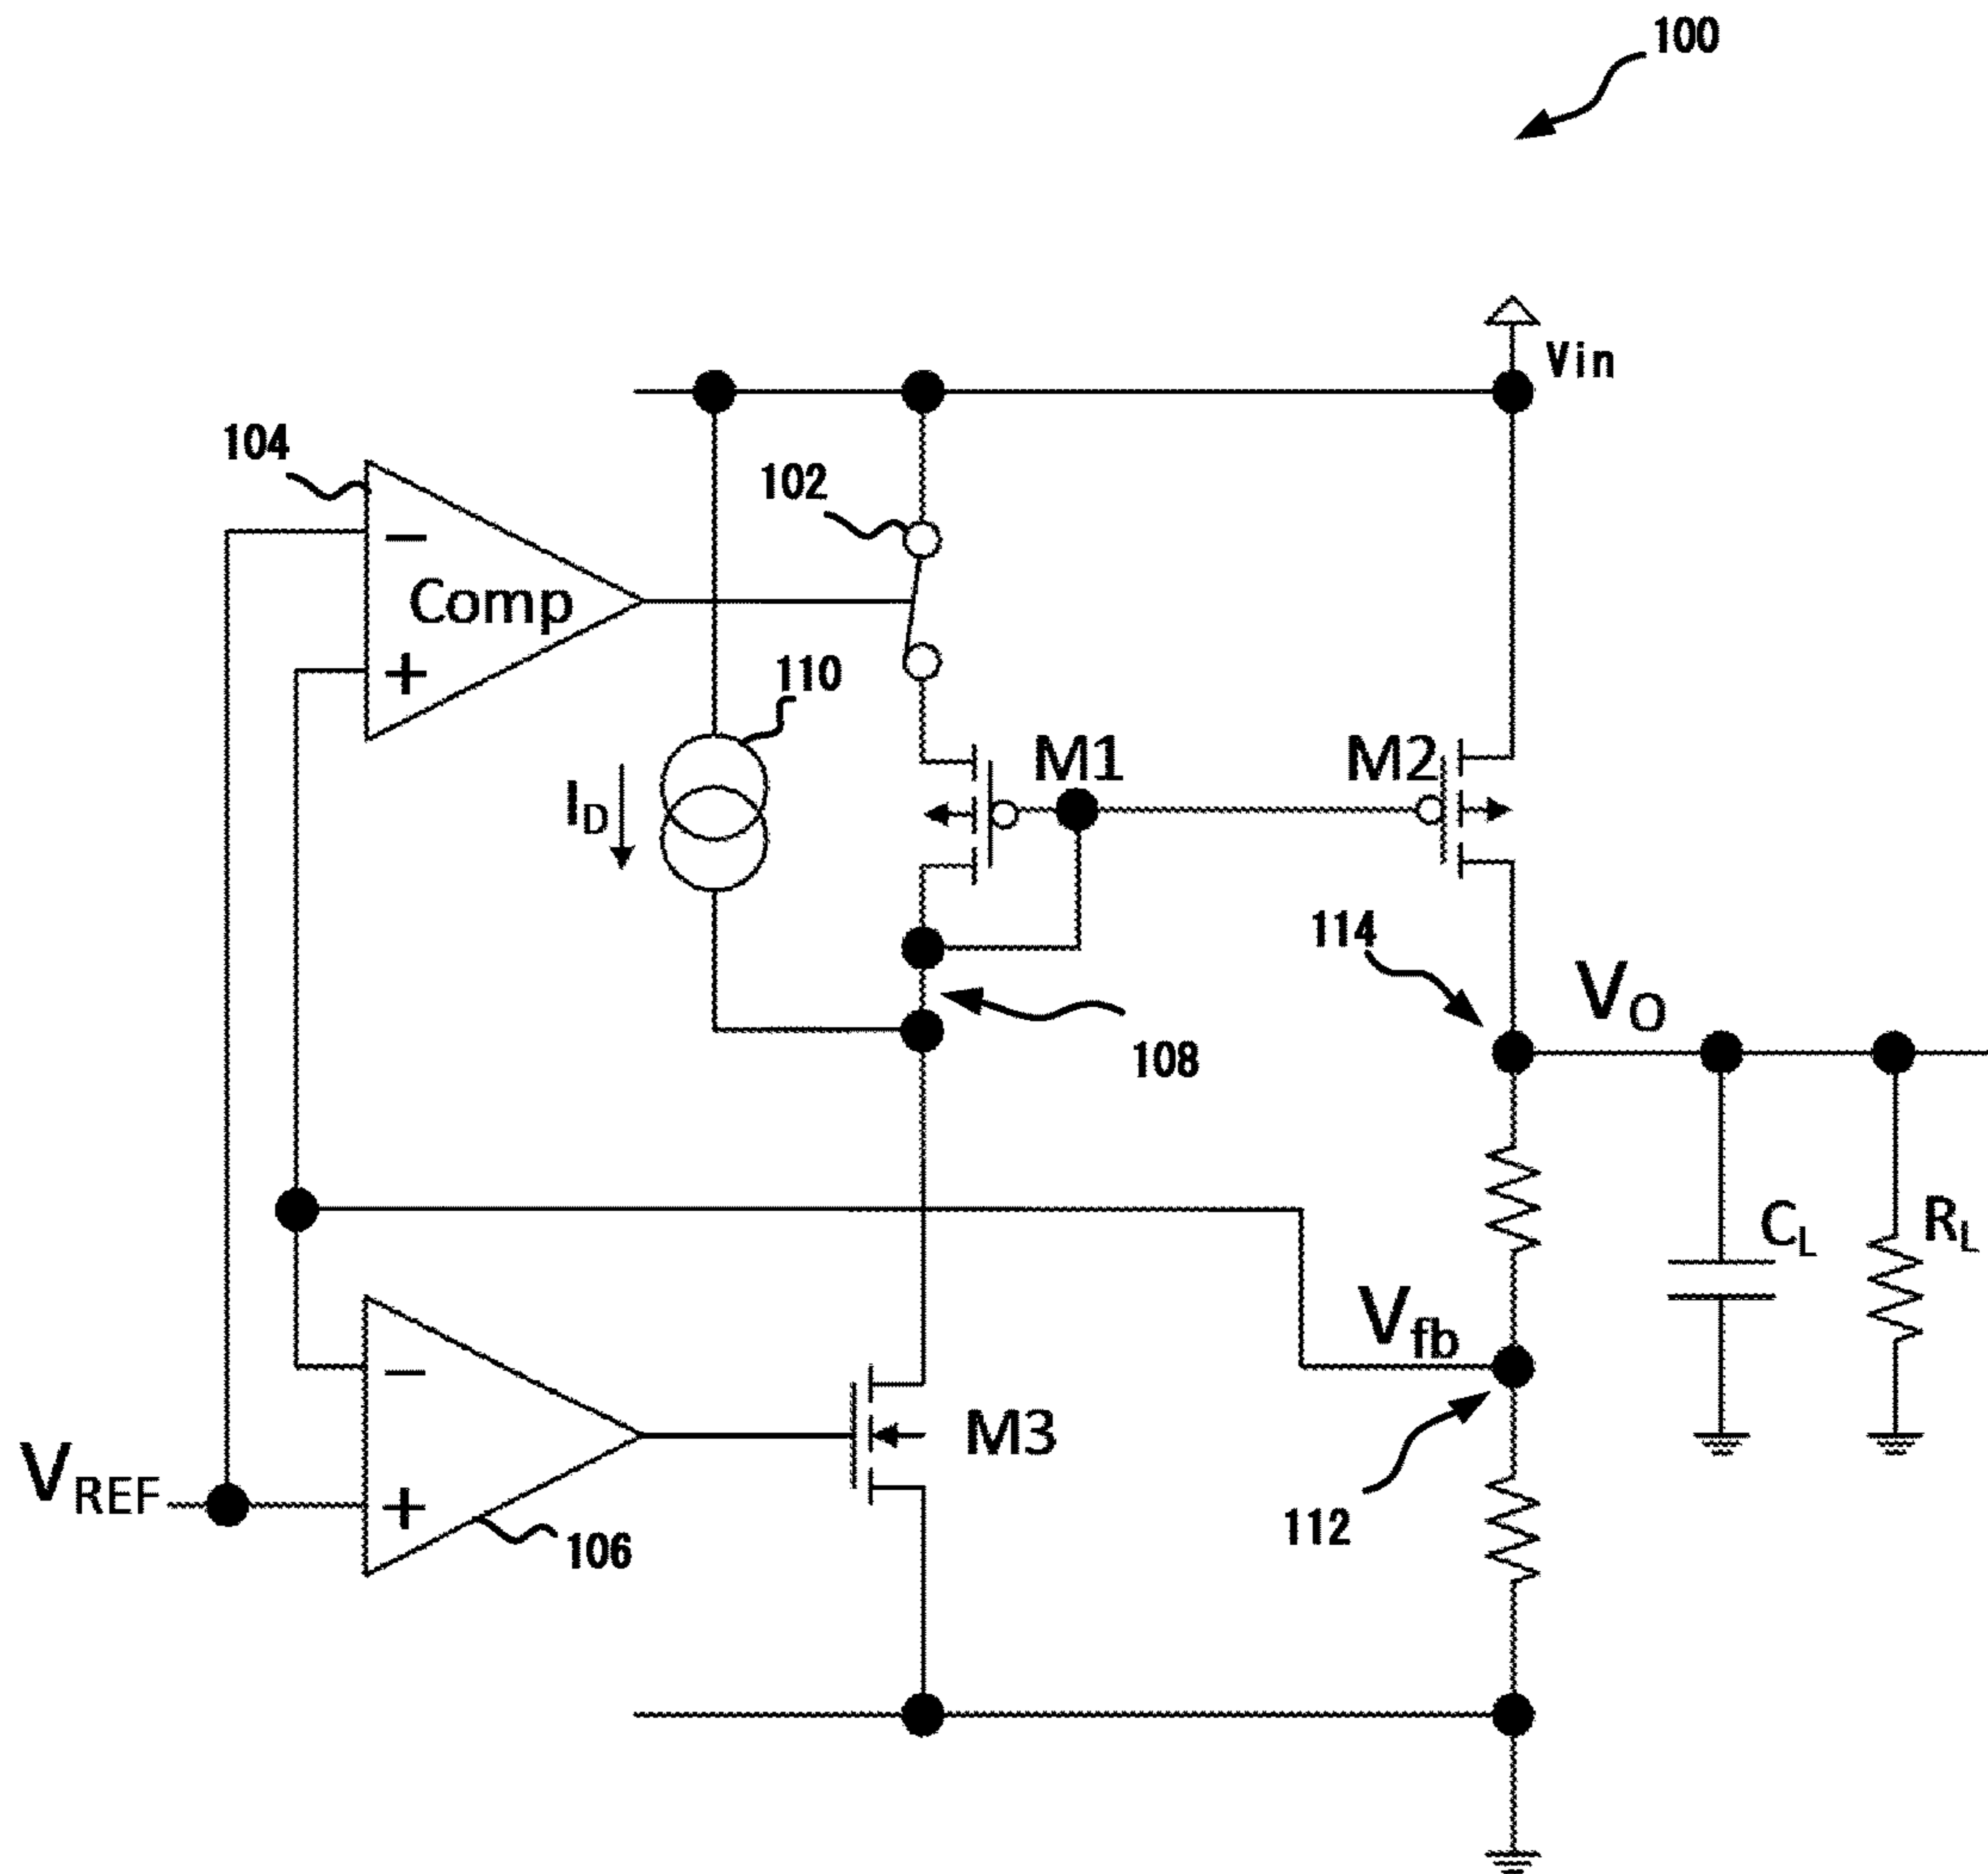 100
Vin
104
102
−
Comp
+
110
I_D
M1
M2
114
V_O
108
C_L
R_L
V_fb
−
M3
V_REF
+
106
112